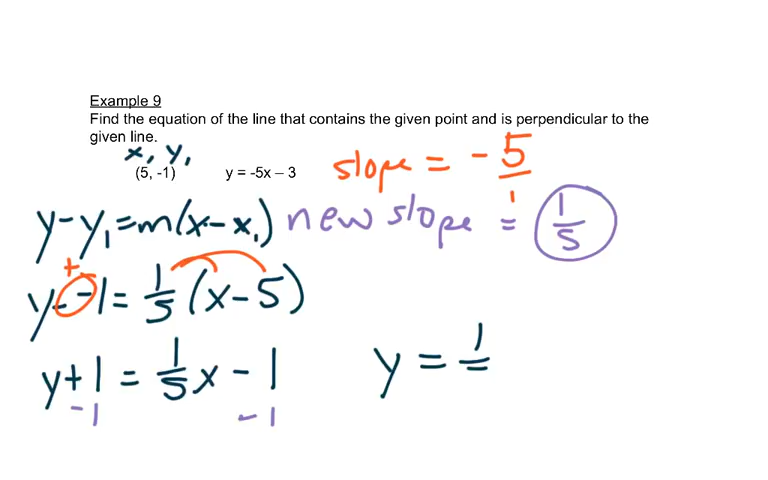 Example 9
Find the equation of the line that contains the given point and is perpendicular to the
given line.
x, y,
(5, -1) y = -5x – 3
slope = - 5/1
y-y₁=m(x-x₁) new slope = 1/5
+
y--1=1/5(x-5)
y+1=1/5x-1 y=1/
-1 -1